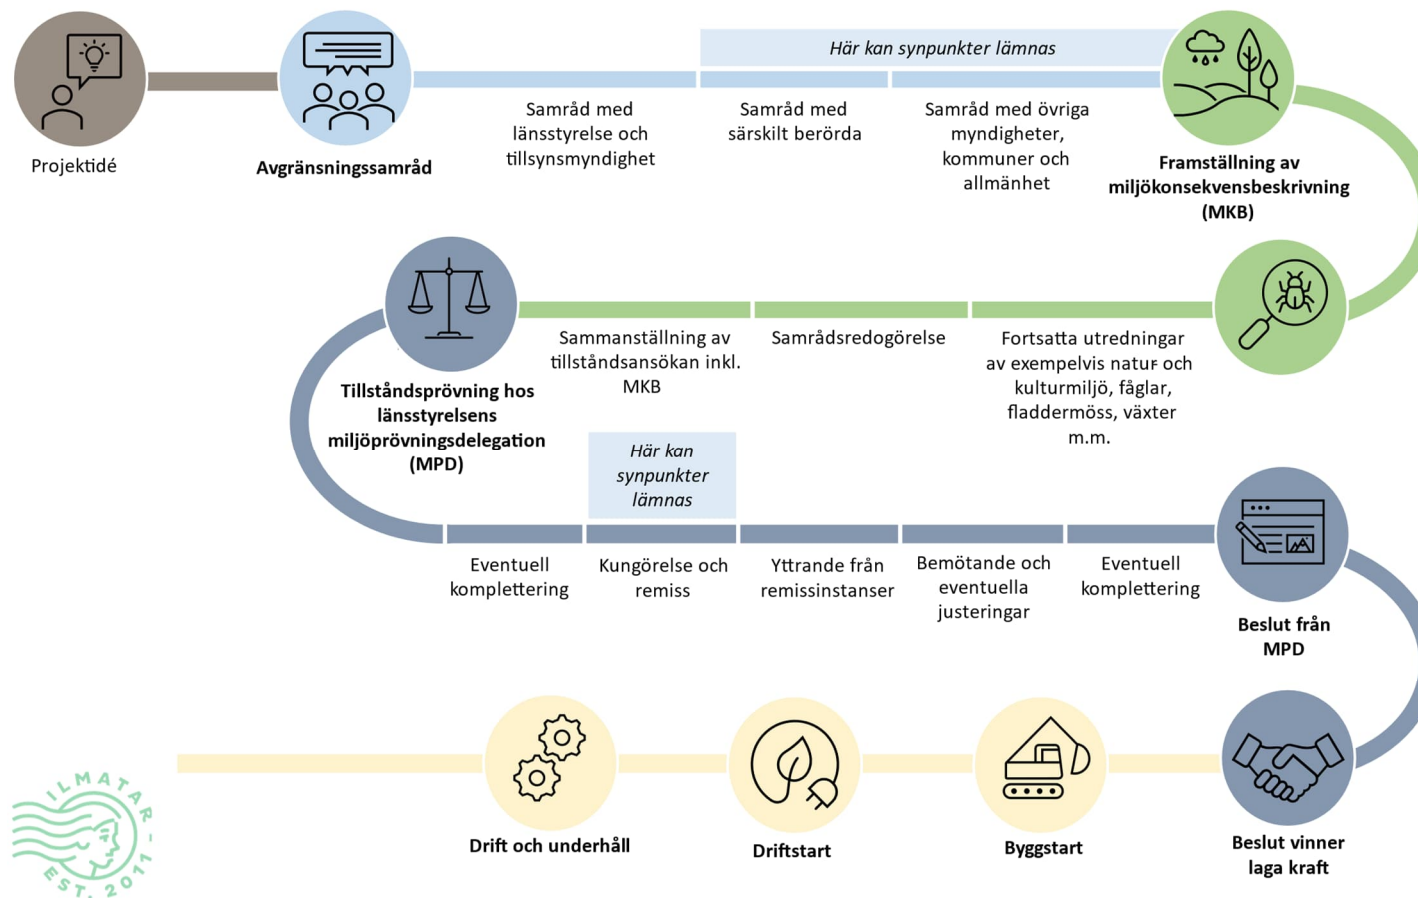 Här kan synpunkter lämnas
Projektidé
Avgränsningssamråd
Samråd med
länsstyrelse och
tillsynsmyndighet
Samråd med
särskilt berörda
Samråd med övriga
myndigheter,
kommuner och
allmänhet
Framställning av
miljökonsekvensbeskrivning
(MKB)
Fortsatta utredningar
av exempelvis natur- och
kulturmiljö, fåglar,
fladdermöss, växter
m.m.
Samrådsredogörelse
Sammanställning av
tillståndsansökan inkl.
MKB
Tillståndsprövning hos
länsstyrelsens
miljöprövningsdelegation
(MPD)
Här kan
synpunkter
lämnas
Eventuell
komplettering
Kungörelse och
remiss
Yttrande från
remissinstanser
Bemötande och
eventuella
justeringar
Eventuell
komplettering
Beslut från
MPD
Beslut vinner
laga kraft
Byggstart
Driftstart
Drift och underhåll
ILMATAR -
EST. 2011